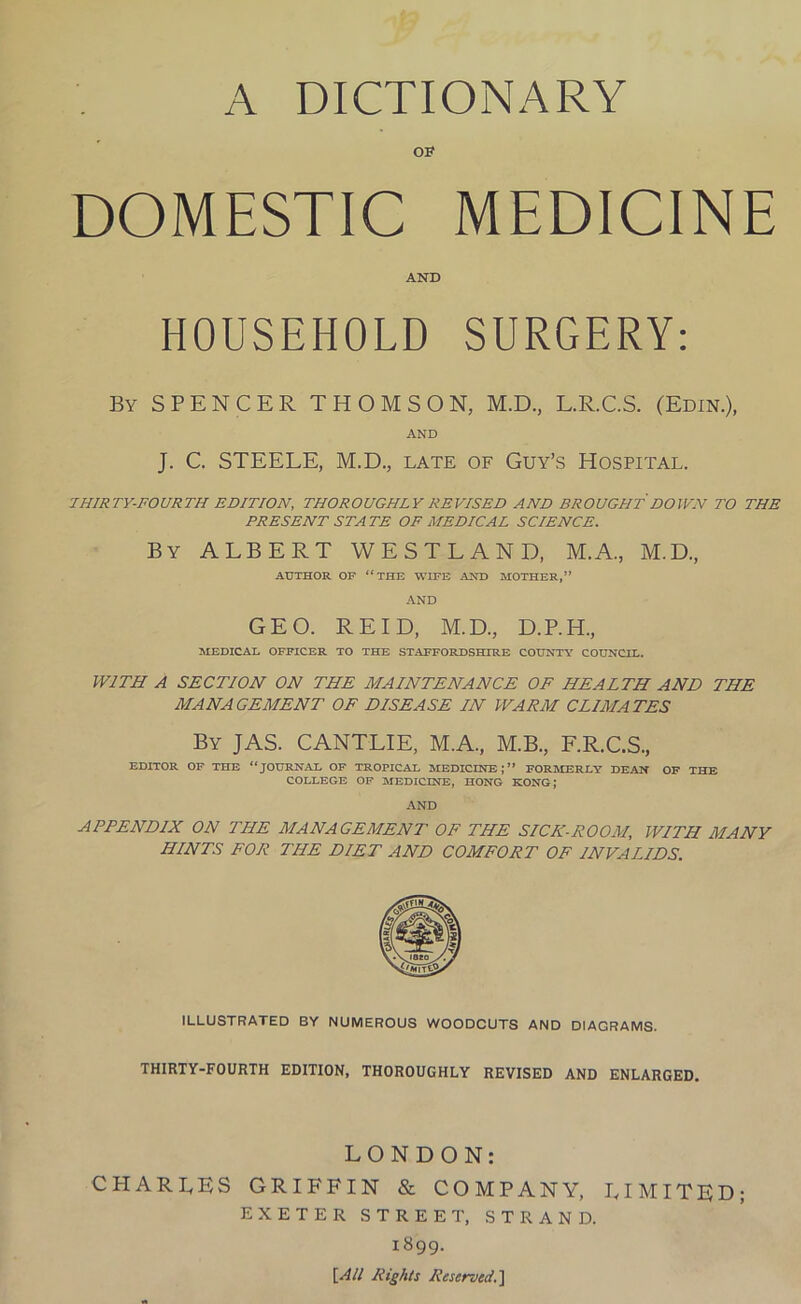 A DICTIONARY
OF
DOMESTIC MEDICINE
AND
HOUSEHOLD SURGERY:
By SPENCER THOMSON, M.D., L.R.C.S. (Edin.),
AND
J. C. STEELE, M.D., late of Guy's Hospital.
THIRTY-FOURTH EDITION, THOROUGHLY REVISED AND BROUGHT DOWN TO THE
PRESENT STATE OF MEDICAL SCIENCE.
By ALBERT WESTLAND, M.A., M.D.,
AUTHOR OF "THE WIFE AND MOTHER,"
AND
GEO. REID, M.D., D.P.H.,
MEDICAL OFFICER TO THE STAFFORDSHIRE COUNTY COUNCIL.
WITH A SECTION ON THE MAINTENANCE OF HEALTH AND THE
MANAGEMENT OF DISEASE IN WARM CLIMATES
By JAS. CANTLIE, M.A., M.B., F.R.C.S.,
EDITOR OF THE "JOURNAL OF TROPICAL MEDICINE;" FORMERLY DEAN OF THE
COLLEGE OF MEDICINE, HONG KONG;
AND
APPENDIX ON THE MANAGEMENT OF THE SICK-ROOM, WITH MANY
HINTS FOR THE DIET AND COMFORT OF INVALIDS.
CHARLES GRIFFIN AND COMPANY
1820
LIMITED
ILLUSTRATED BY NUMEROUS WOODCUTS AND DIAGRAMS.
THIRTY-FOURTH EDITION, THOROUGHLY REVISED AND ENLARGED.
LONDON:
CHARLES GRIFFIN & COMPANY, LIMITED;
EXETER STREET, STRAND.
1899.
[All Rights Reserved.]